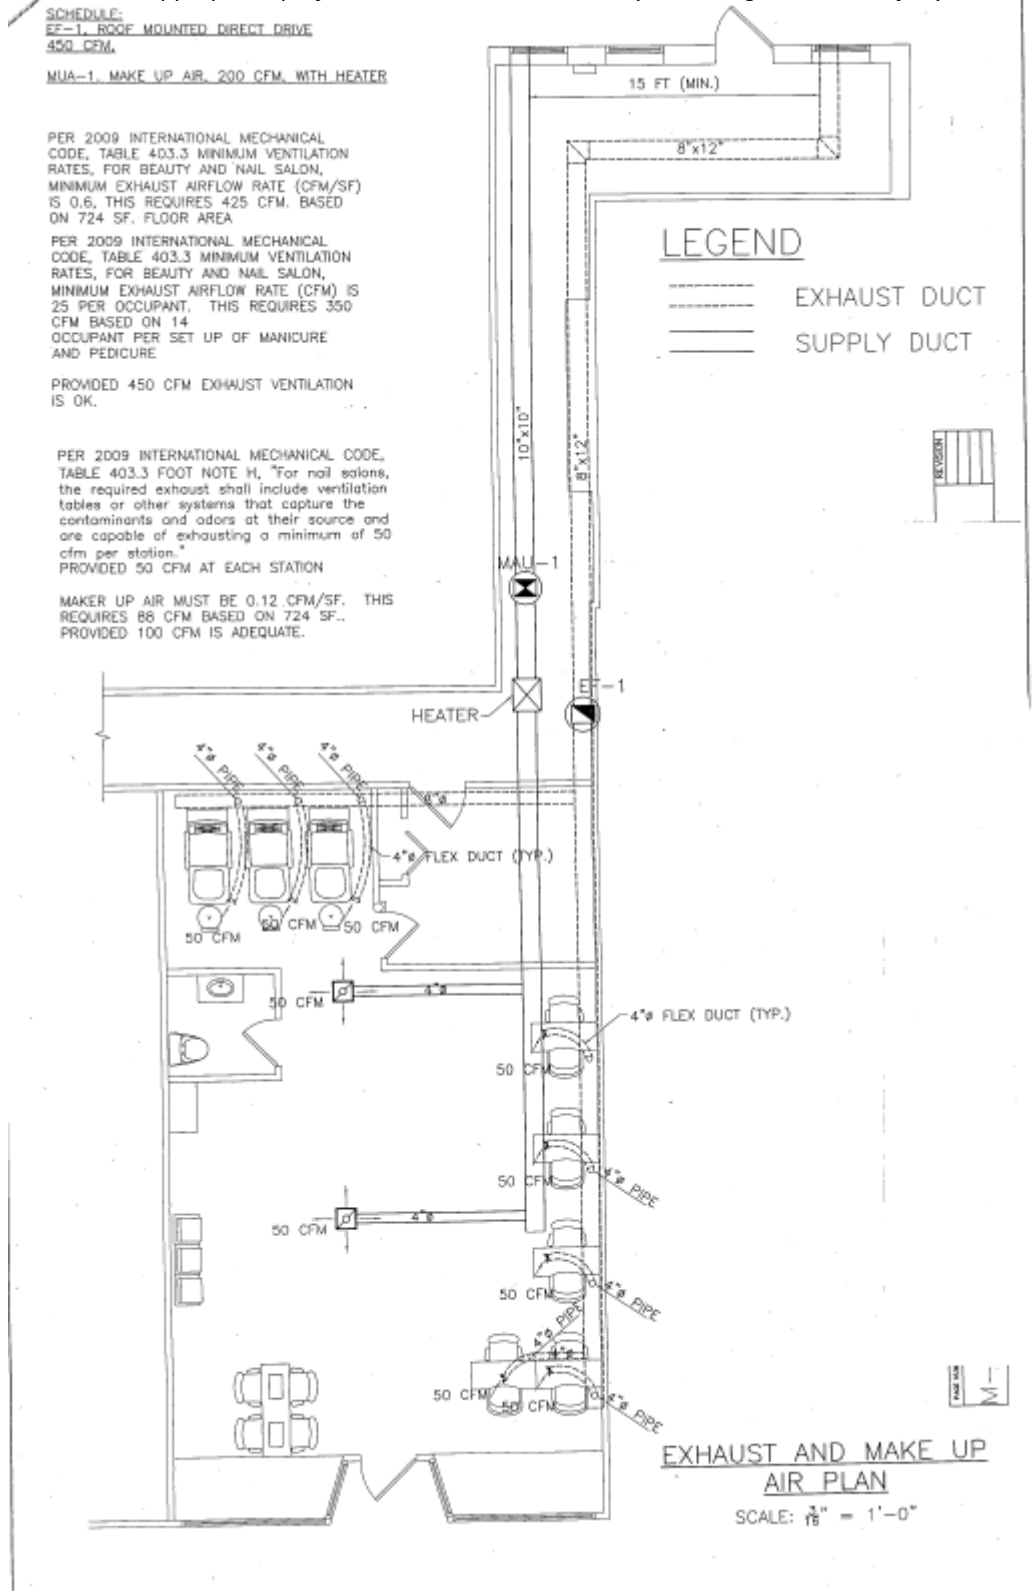 SCHEDULE:
EF-1, ROOF MOUNTED DIRECT DRIVE
450 CFM,
MUA-1. MAKE UP AIR, 200 CFM, WITH HEATER
PER 2009 INTERNATIONAL MECHANICAL
CODE, TABLE 403.3 MINIMUM VENTILATION
RATES, FOR BEAUTY AND NAIL SALON,
MINIMUM EXHAUST AIRFLOW RATE (CFM/SF)
IS 0.6, THIS REQUIRES 425 CFM. BASED
ON 724 SF. FLOOR AREA
PER 2009 INTERNATIONAL MECHANICAL
CODE, TABLE 403.3 MINIMUM VENTILATION
RATES, FOR BEAUTY AND NAIL SALON,
MINIMUM EXHAUST AIRFLOW RATE (CFM) IS
25 PER OCCUPANT. THIS REQUIRES 350
CFM BASED ON 14
OCCUPANT PER SET UP OF MANICURE
AND PEDICURE
PROVIDED 450 CFM EXHAUST VENTILATION
IS OK.
PER 2009 INTERNATIONAL MECHANICAL CODE,
TABLE 403.3 FOOT NOTE H, "For nail salons,
the required exhaust shall include ventilation
tables or other systems that capture the
contaminants and odors at their source and
are capable of exhausting a minimum of 50
cfm per station."
PROVIDED 50 CFM AT EACH STATION
MAKER UP AIR MUST BE 0.12 CFM/SF. THIS
REQUIRES 88 CFM BASED ON 724 SF..
PROVIDED 100 CFM IS ADEQUATE.
15 FT (MIN.)
8"x12"
LEGEND
EXHAUST DUCT
SUPPLY DUCT
10"x10"
8"x12"
REVISION
MAU-1
EF-1
HEATER
4"ø PIPE
4"ø PIPE
4"ø PIPE
4"ø FLEX DUCT (TYP.)
50 CFM
50 CFM
50 CFM
50 CFM
4"ø
4"ø FLEX DUCT (TYP.)
50 CFM
50 CFM
4"ø PIPE
50 CFM
4"ø
50 CFM
4"ø PIPE
4"ø PIPE
4"ø
50 CFM
50 CFM
4"ø PIPE
M-
EXHAUST AND MAKE UP
AIR PLAN
SCALE: 3/16" = 1'-0"